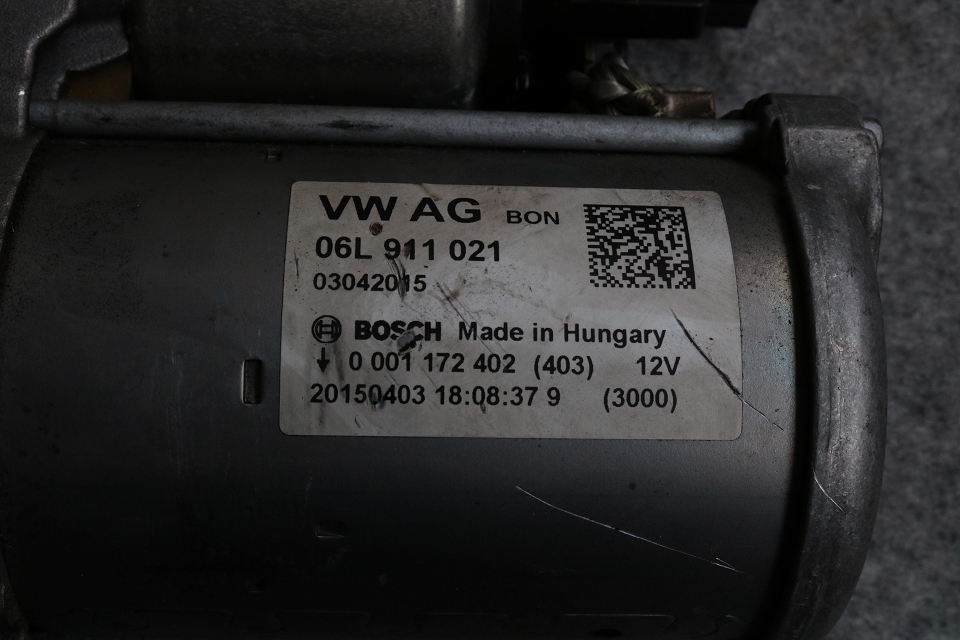 VW AG BON
06L 911 021
03042015
BOSCH Made in Hungary
0 001 172 402 (403) 12V
20150403 18:08:37 9 (3000)